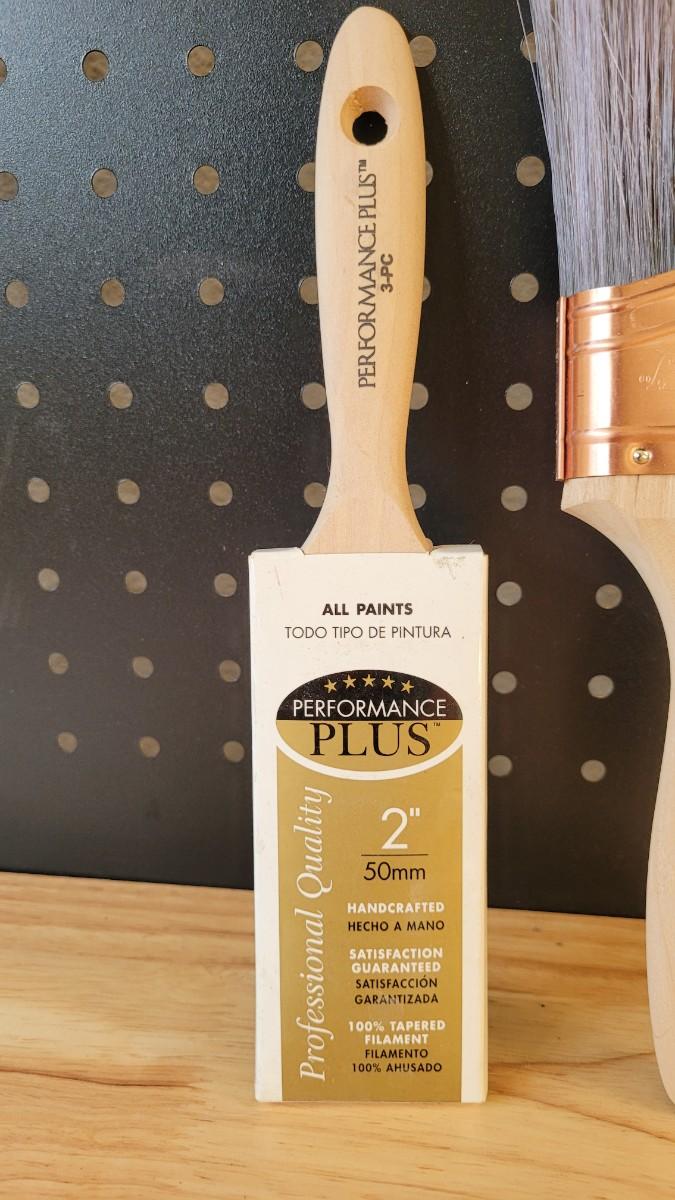 PERFORMANCE PLUS™
3-PC
ALL PAINTS
TODO TIPO DE PINTURA
PERFORMANCE
PLUS™
Professional Quality
2"
50mm
HANDCRAFTED
HECHO A MANO
SATISFACTION
GUARANTEED
SATISFACCIÓN
GARANTIZADA
100% TAPERED
FILAMENT
FILAMENTO
100% AHUSADO